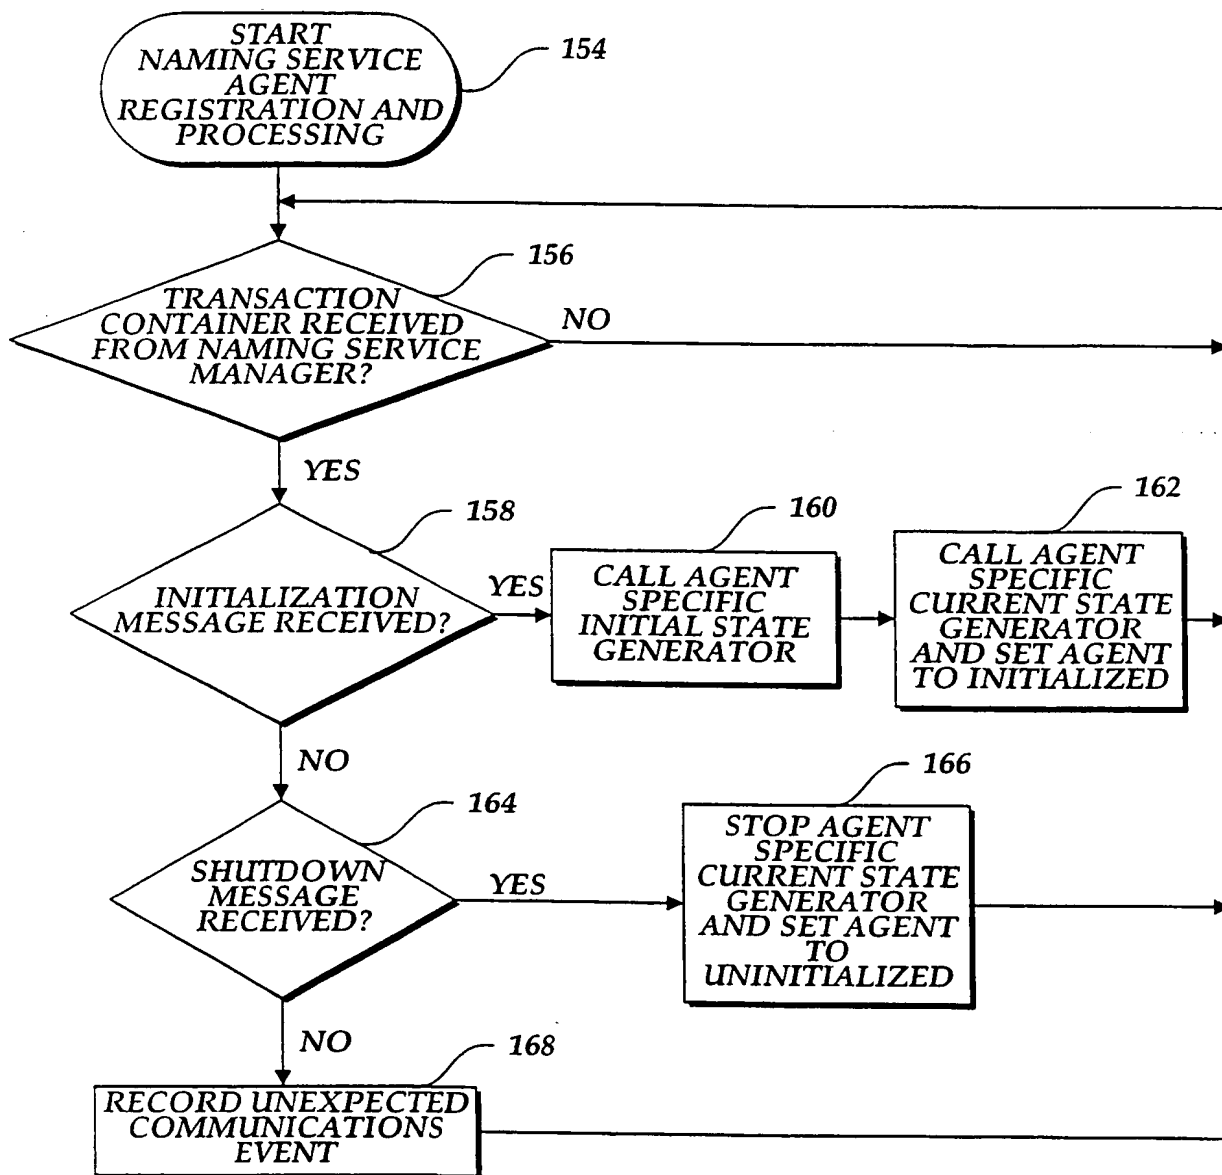 START
NAMING SERVICE
AGENT
REGISTRATION AND
PROCESSING
154
156
TRANSACTION
CONTAINER RECEIVED
FROM NAMING SERVICE
MANAGER?
NO
YES
158
INITIALIZATION
MESSAGE RECEIVED?
YES
160
CALL AGENT
SPECIFIC
INITIAL STATE
GENERATOR
162
CALL AGENT
SPECIFIC
CURRENT STATE
GENERATOR
AND SET AGENT
TO INITIALIZED
NO
164
SHUTDOWN
MESSAGE
RECEIVED?
YES
166
STOP AGENT
SPECIFIC
CURRENT STATE
GENERATOR
AND SET AGENT
TO
UNINITIALIZED
NO
168
RECORD UNEXPECTED
COMMUNICATIONS
EVENT